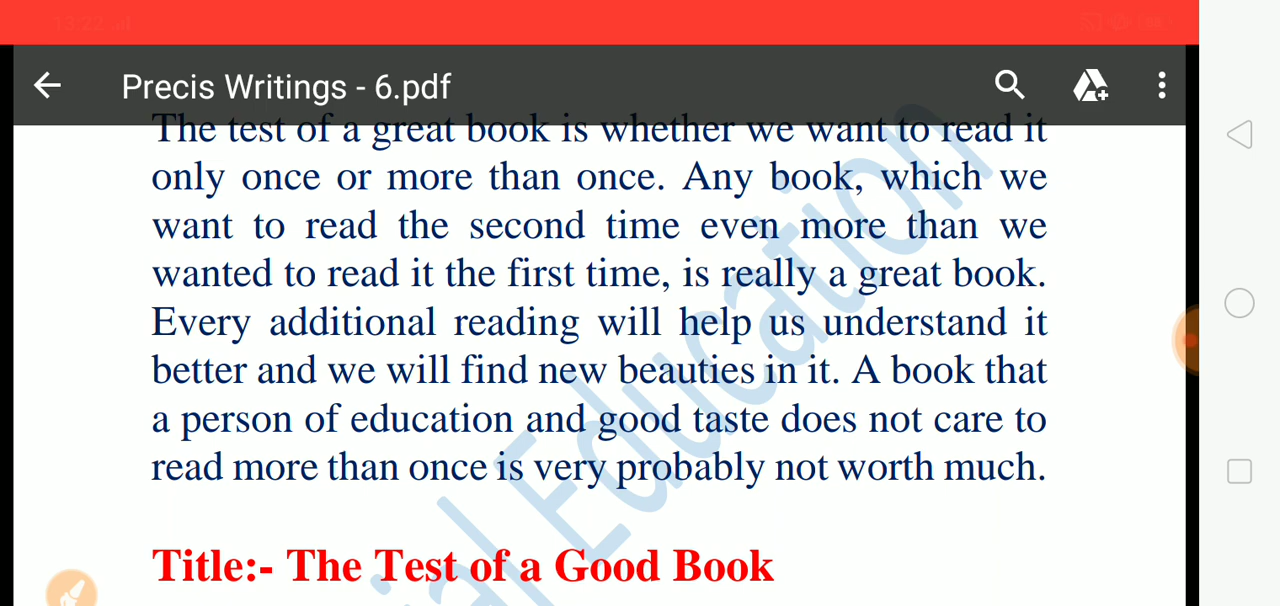 13:22
Precis Writings - 6.pdf
The test of a great book is whether we want to read it
only once or more than once. Any book, which we
want to read the second time even more than we
wanted to read it the first time, is really a great book.
Every additional reading will help us understand it
better and we will find new beauties in it. A book that
a person of education and good taste does not care to
read more than once is very probably not worth much.
Title:- The Test of a Good Book
Education